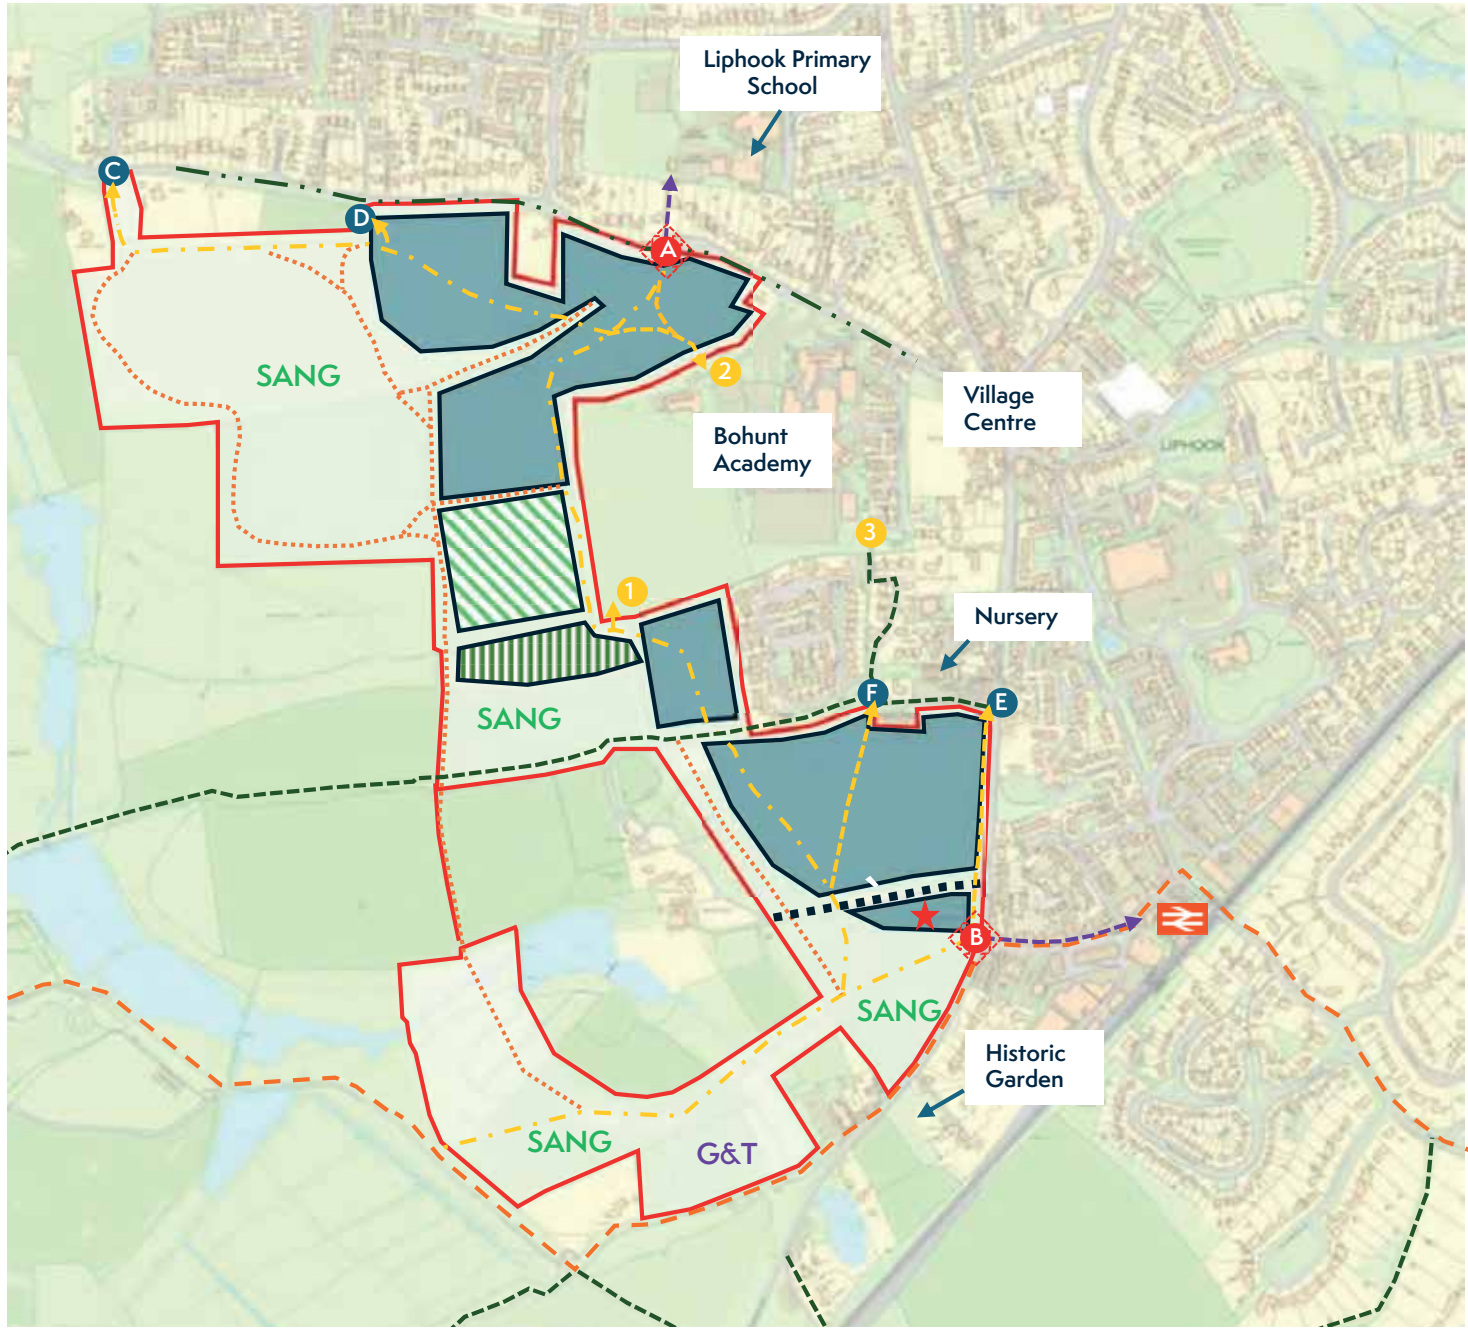 Liphook Primary
School
C
D
A
SANG
2
Village
Centre
Bohunt
Academy
LIPHOOK
3
1
Nursery
F
E
SANG
B
SANG
Historic
Garden
SANG
G&T